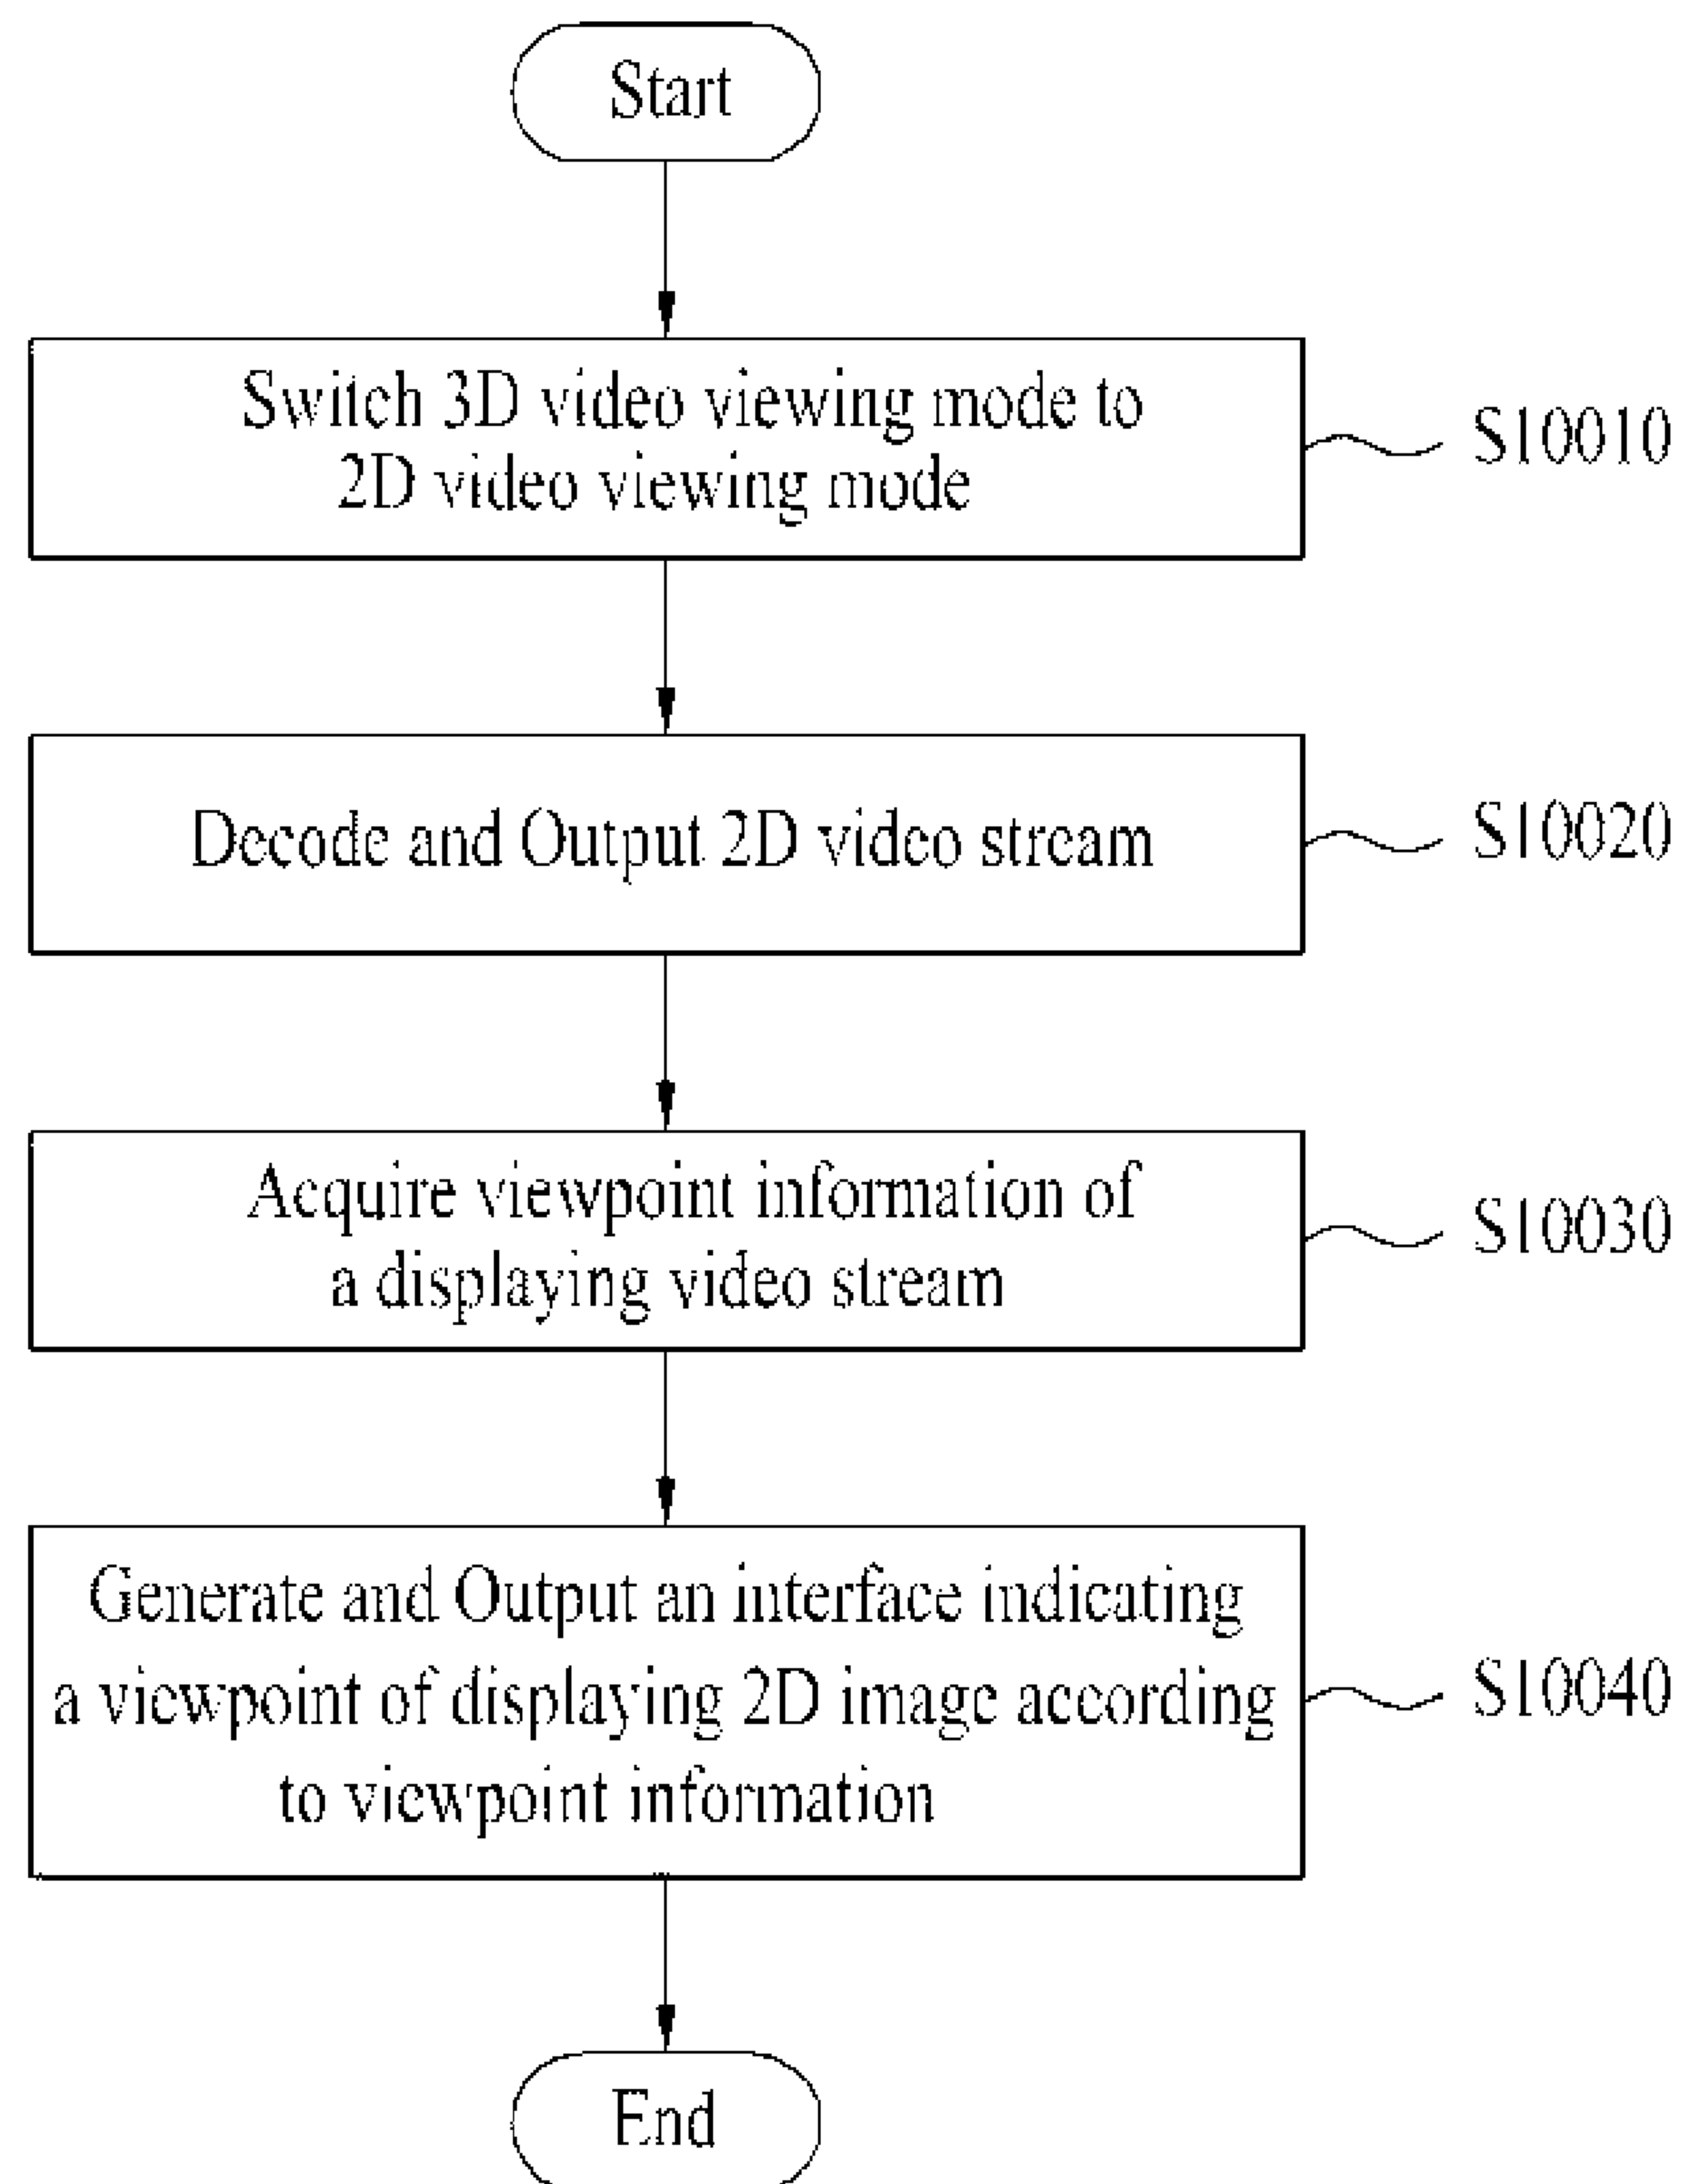 Start
Switch 3D video viewing mode to
2D video viewing mode
S10010
Decode and Output 2D video stream
S10020
Acquire viewpoint information of
a displaying video stream
S10030
Generate and Output an interface indicating
a viewpoint of displaying 2D image according
to viewpoint information
S10040
End